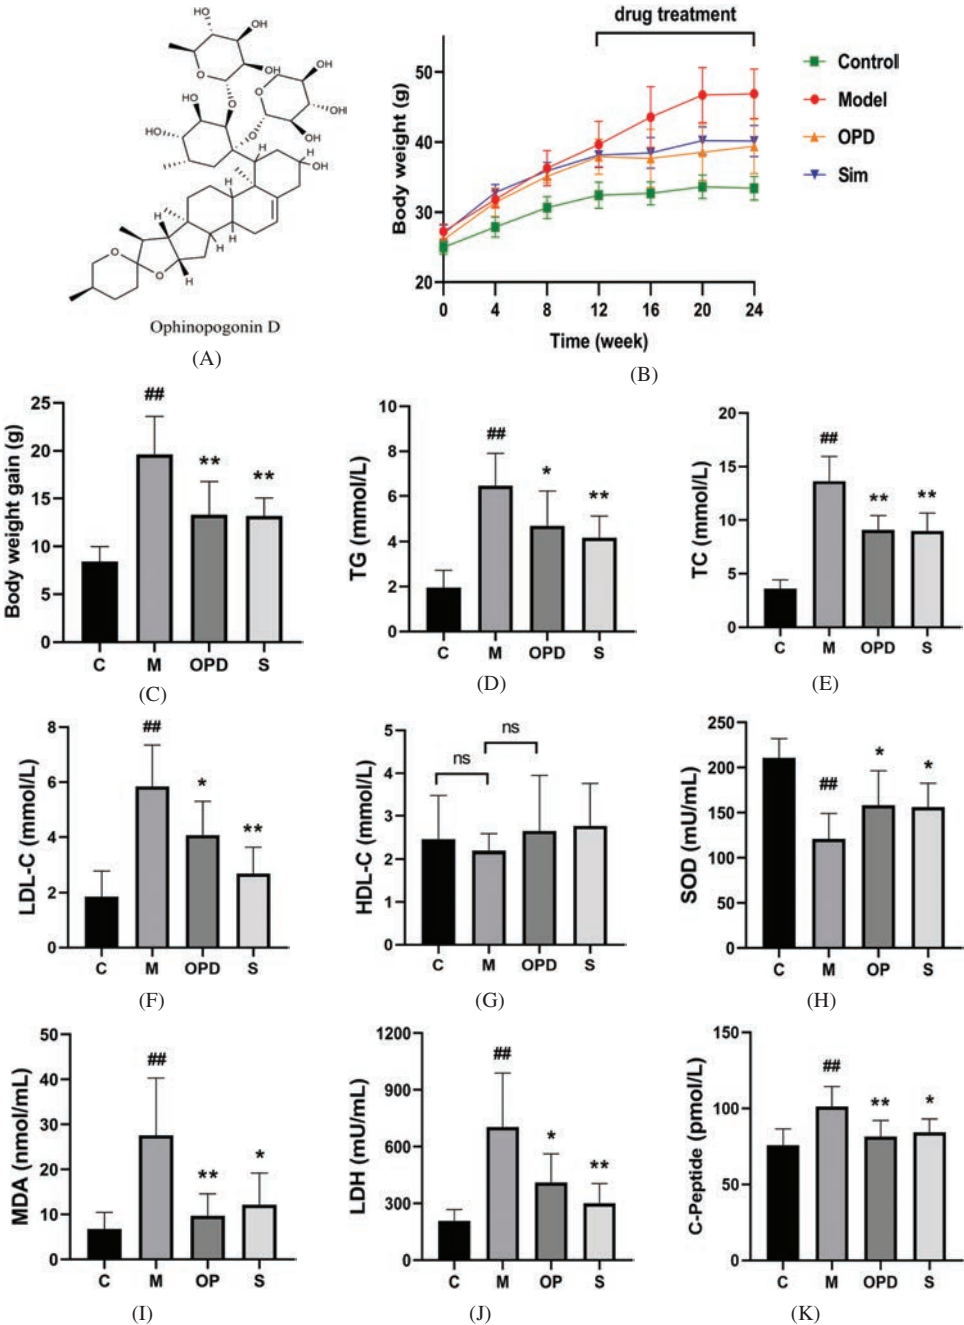 HO
OH
OH
O
OH
O
OH
HO
O
O
OH
HO
O
OH
H
H
OH
H
H
H
H
O
O
H
Ophinopogonin D
(A)
drug treatment
50
40
30
20
Body weight (g)
0 4 8 12 16 20 24
Time (week)
Control
Model
OPD
Sim
(B)
Body weight gain (g)
25
20
15
10
5
0
##
**
**
C M OPD S
(C)
TG (mmol/L)
10
8
6
4
2
0
##
*
**
C M OPD S
(D)
TC (mmol/L)
20
15
10
5
0
##
**
**
C M OPD S
(E)
LDL-C (mmol/L)
8
6
4
2
0
##
*
**
C M OPD S
(F)
HDL-C (mmol/L)
5
4
3
2
1
0
ns
ns
C M OPD S
(G)
SOD (mU/mL)
250
200
150
100
50
0
##
*
*
C M OP S
(H)
MDA (nmol/mL)
50
40
30
20
10
0
##
**
*
C M OP S
(I)
LDH (mU/mL)
1200
900
600
300
0
##
*
**
C M OP S
(J)
C-Peptide (pmol/L)
150
100
50
0
##
**
*
C M OPD S
(K)